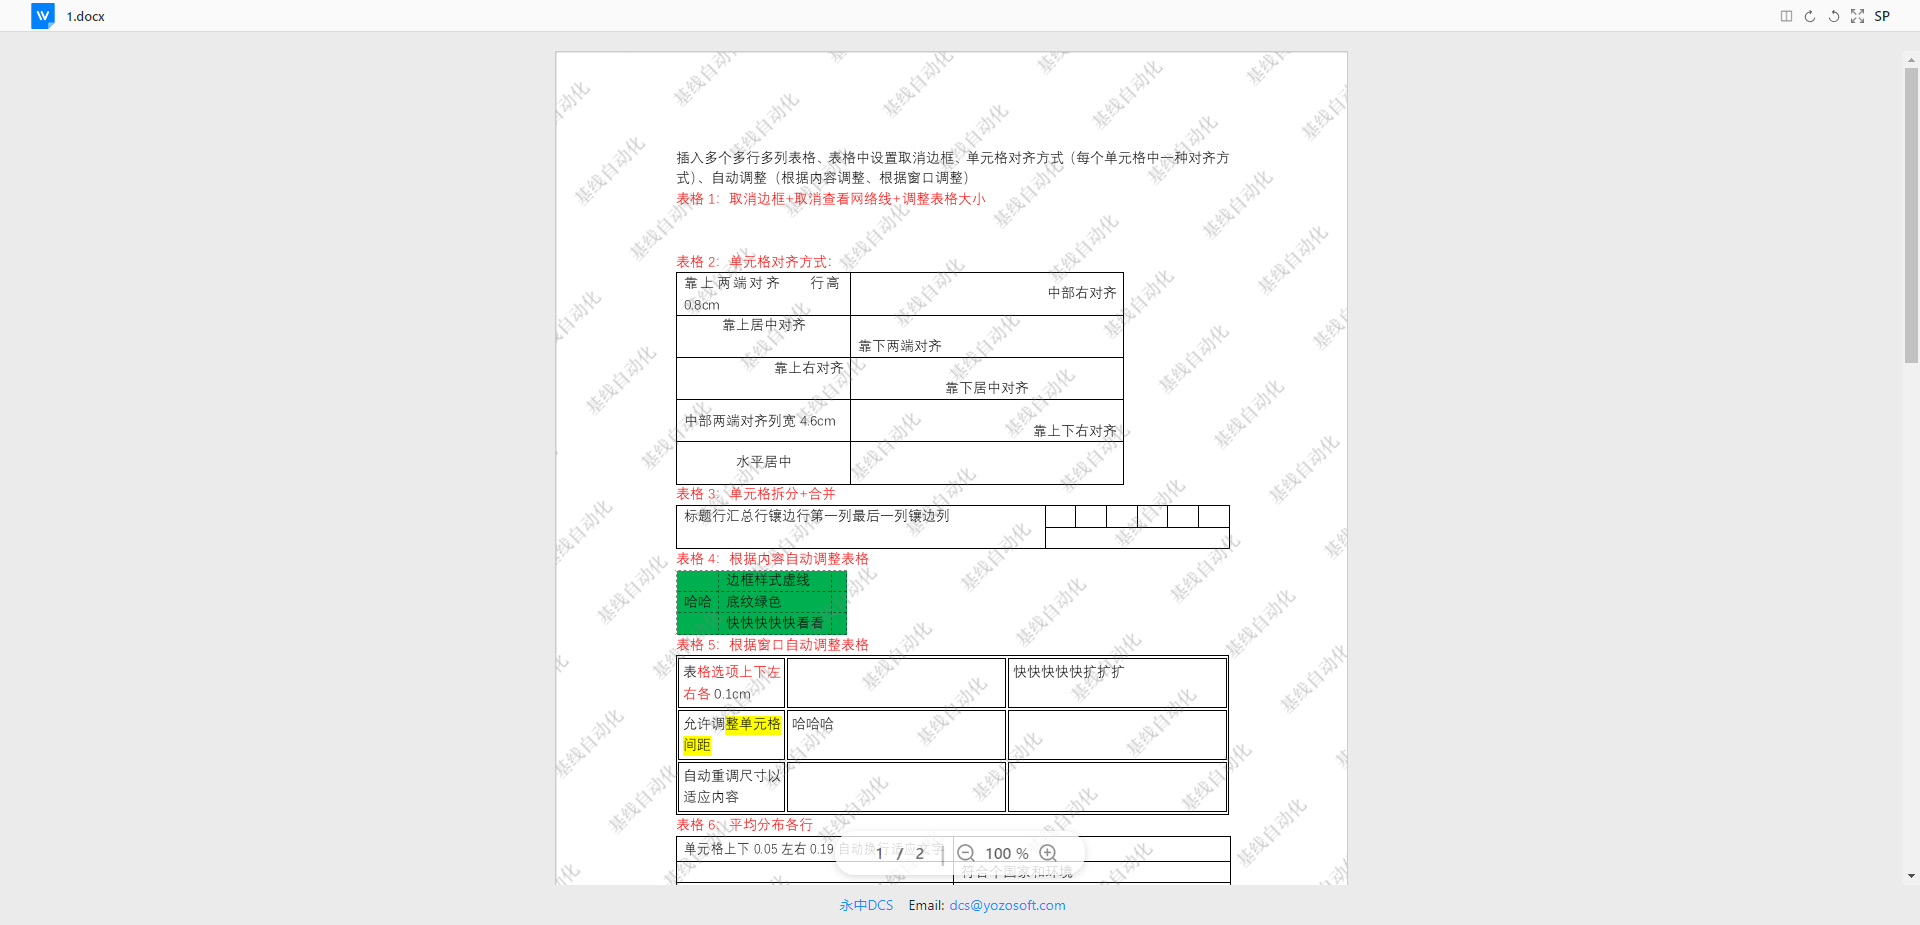 1.docx
SP
插入多个多行多列表格、表格中设置取消边框、单元格对齐方式（每个单元格中一种对齐方
式）、自动调整（根据内容调整、根据窗口调整）
表格 1：取消边框+取消查看网络线+调整表格大小
表格 2：单元格对齐方式：
靠上两端对齐 行高
0.8cm
中部右对齐
靠上居中对齐
靠下两端对齐
靠上右对齐
靠下居中对齐
中部两端对齐列宽 4.6cm
靠上下右对齐
水平居中
表格 3：单元格拆分+合并
标题行汇总行镶边行第一列最后一列镶边列
表格 4：根据内容自动调整表格
边框样式虚线
哈哈 底纹绿色
快快快快快看看
表格 5：根据窗口自动调整表格
表格选项上下左
右各 0.1cm
快快快快快扩扩扩
允许调整单元格
间距
哈哈哈
自动重调尺寸以
适应内容
表格 6：平均分布各行
单元格上下 0.05 左右 0.19 自动换行适应文字
符合个国家和环境
1 / 2
100 %
永中DCS Email: dcs@yozosoft.com
基线自动化